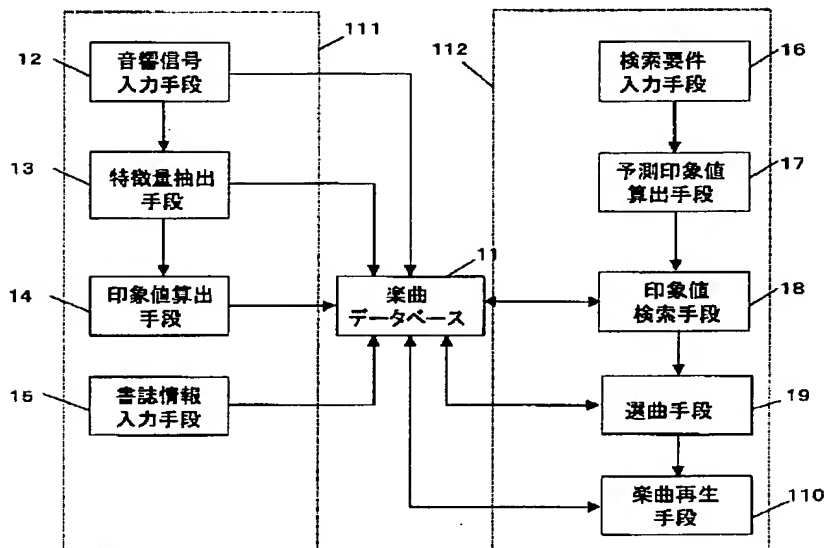 111
12
音響信号
入力手段
13
特徴量抽出
手段
14
印象値算出
手段
15
書誌情報
入力手段
11
楽曲
データベース
112
検索要件
入力手段
16
予測印象値
算出手段
17
印象値
検索手段
18
選曲手段
19
楽曲再生
手段
110